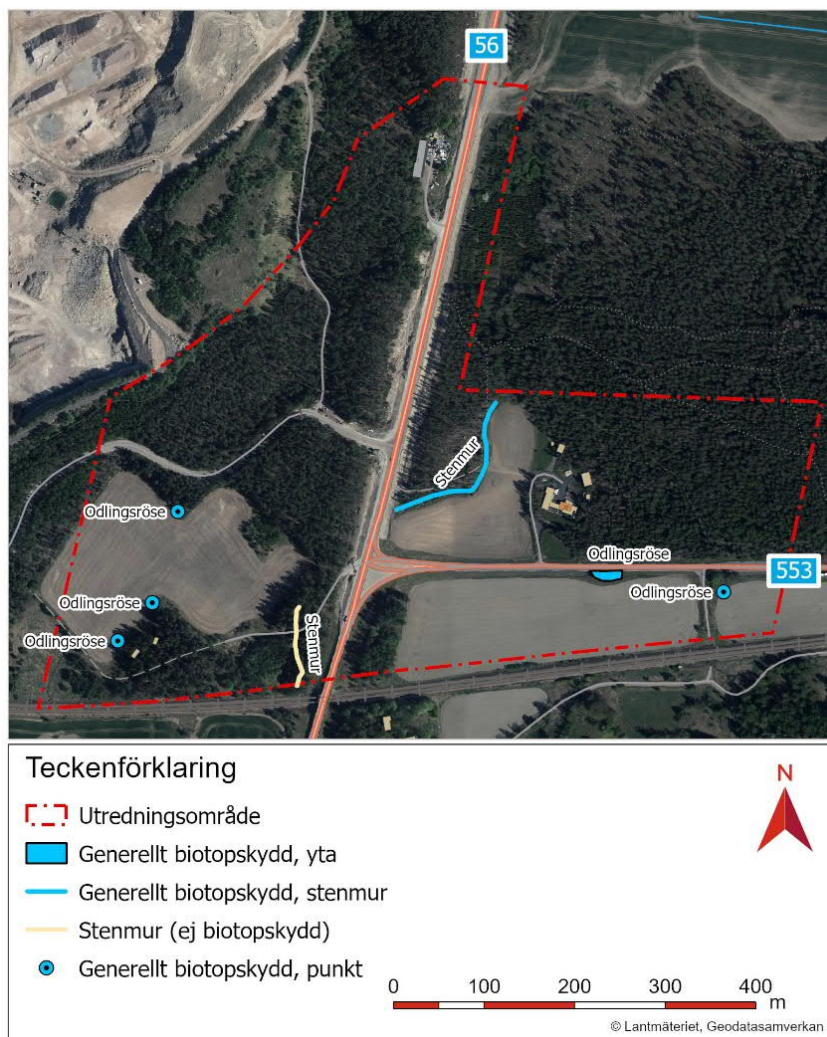 56
Stenmur
Odlingsröse
Odlingsröse
553
Odlingsröse
Odlingsröse
Odlingsröse
Stenmur
Teckenförklaring
N
Utredningsområde
Generellt biotopskydd, yta
Generellt biotopskydd, stenmur
Stenmur (ej biotopskydd)
Generellt biotopskydd, punkt
0 100 200 300 400
m
© Lantmäteriet, Geodatasamverkan